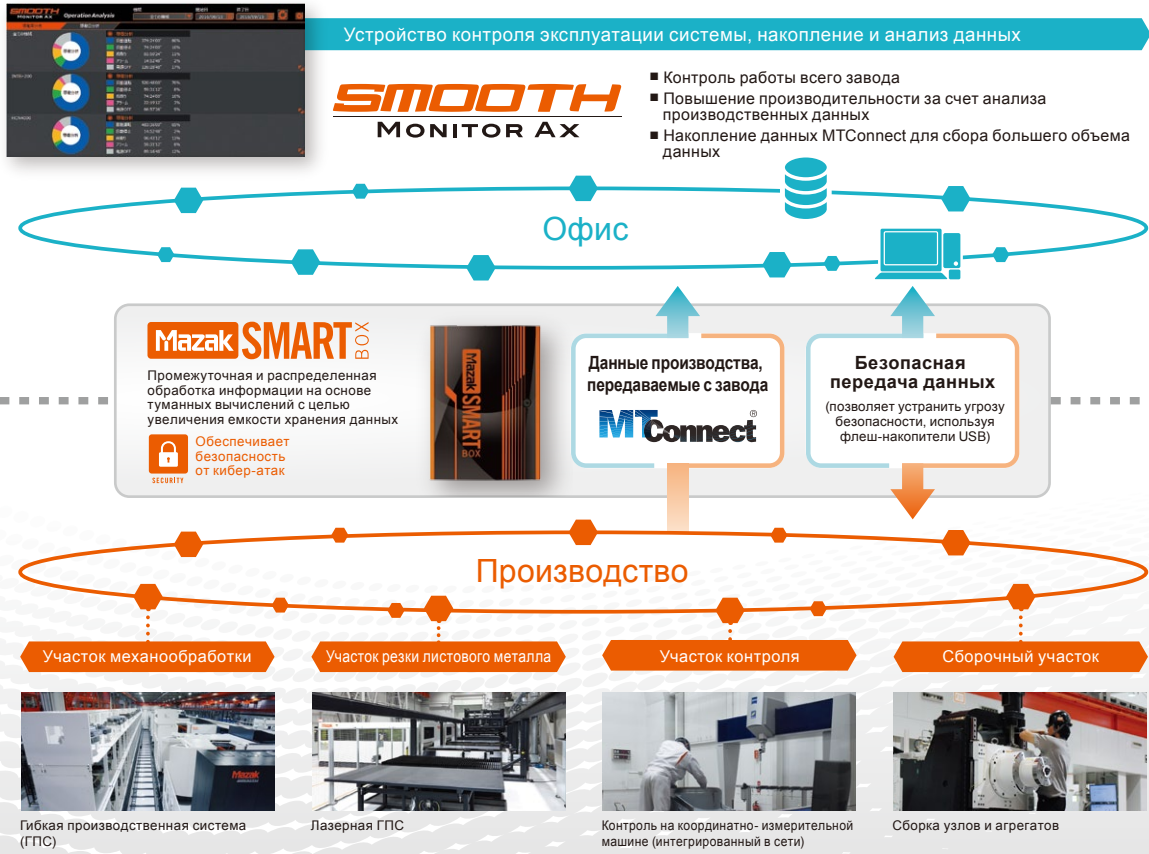 SMOOTH
Operation Analysis
Устройство контроля эксплуатации системы, накопление и анализ данных
SMOOTH
MONITOR AX
■ Контроль работы всего завода
■ Повышение производительности за счет анализа
производственных данных
■ Накопление данных MTConnect для сбора большего объема
данных
Офис
Mazak SMART BOX
Промежуточная и распределенная
обработка информации на основе
туманных вычислений с целью
увеличения емкости хранения данных
SECURITY
Обеспечивает
безопасность
от кибер-атак
Mazak SMART
BOX
Данные производства,
передаваемые с завода
MTConnect®
Безопасная
передача данных
(позволяет устранить угрозу
безопасности, используя
флеш-накопители USB)
Производство
Участок механообработки
Участок резки листового металла
Участок контроля
Сборочный участок
Mazak
Гибкая производственная система
(ГПС)
Лазерная ГПС
Контроль на координатно- измерительной
машине (интегрированный в сети)
Сборка узлов и агрегатов